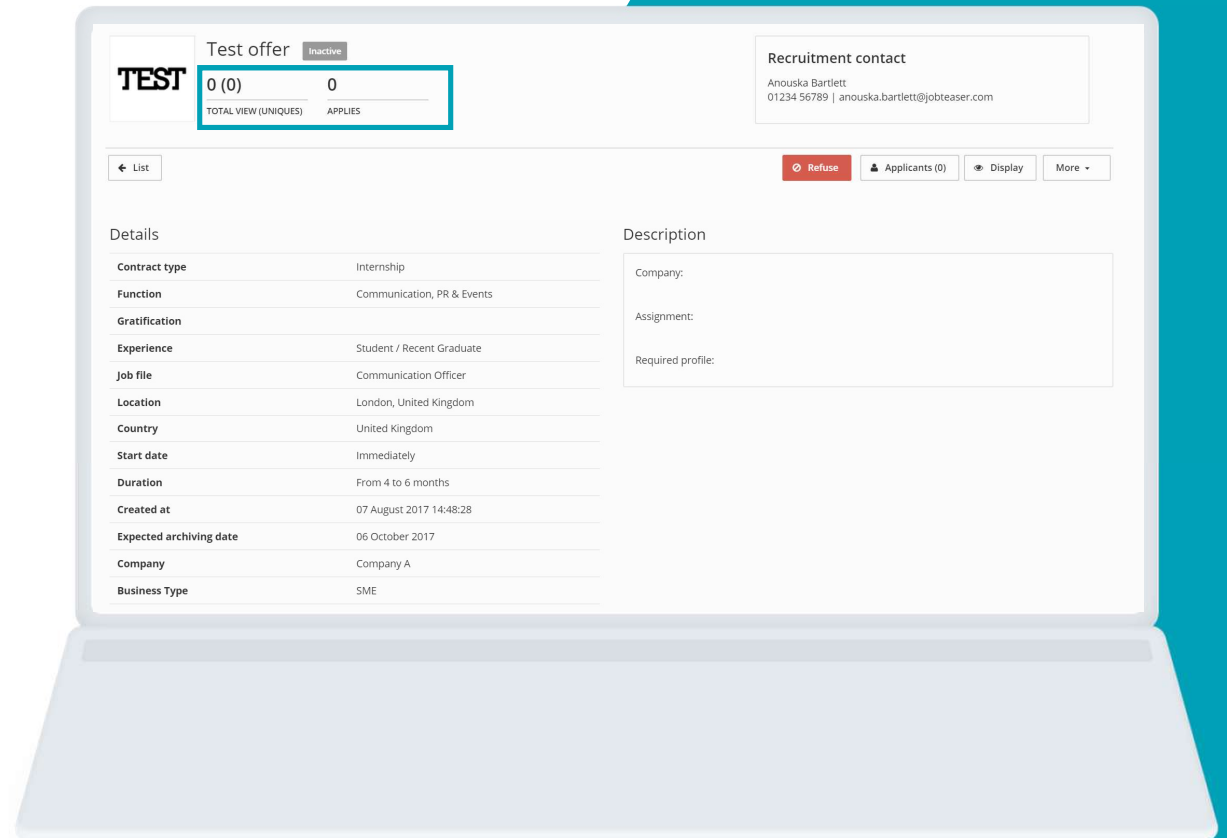 TEST
Test offer Inactive
0 (0) 0
TOTAL VIEW (UNIQUES) APPLIES
Recruitment contact
Anouska Bartlett
01234 56789 | anouska.bartlett@jobteaser.com
List
Refuse Applicants (0) Display More
Details
Contract type Internship
Function Communication, PR & Events
Gratification
Experience Student / Recent Graduate
Job file Communication Officer
Location London, United Kingdom
Country United Kingdom
Start date Immediately
Duration From 4 to 6 months
Created at 07 August 2017 14:48:28
Expected archiving date 06 October 2017
Company Company A
Business Type SME
Description
Company:
Assignment:
Required profile: